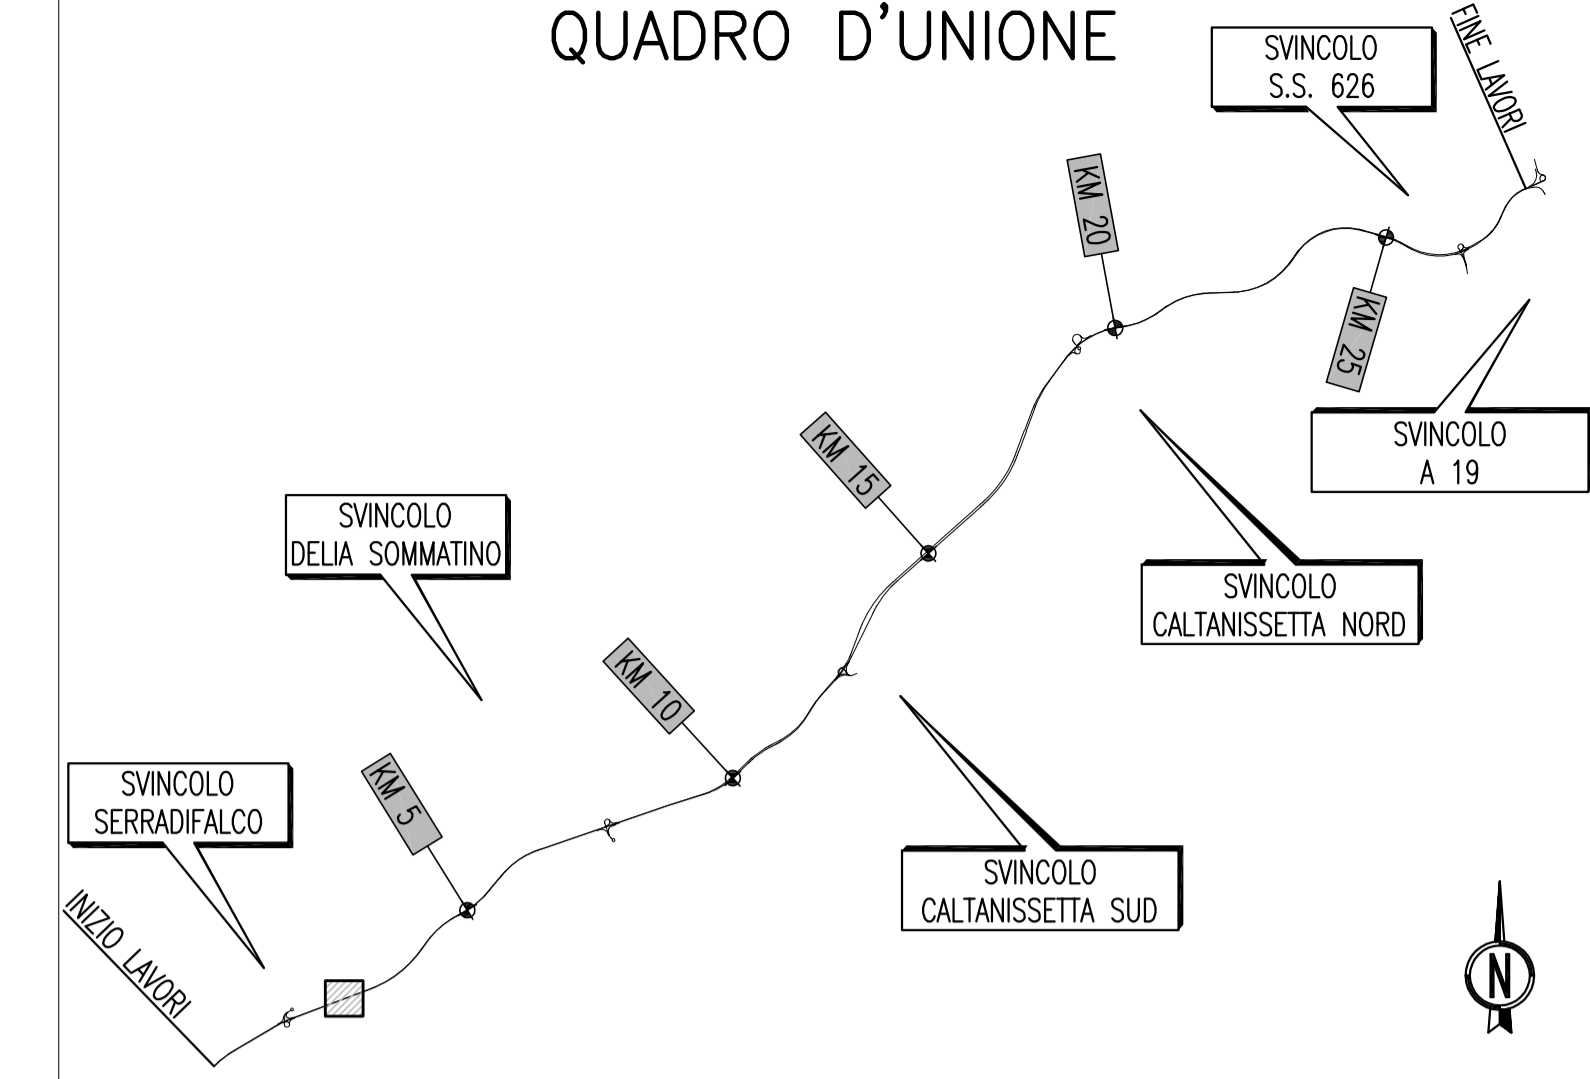 QUADRO D'UNIONE
SVINCOLO
S.S. 626
FINE LAVORI
KM 20
KM 25
SVINCOLO
A 19
KM 15
SVINCOLO
DELIA SOMMATINO
SVINCOLO
CALTANISSETTA NORD
KM 10
KM 5
SVINCOLO
SERRADIFALCO
SVINCOLO
CALTANISSETTA SUD
INIZIO LAVORI
N